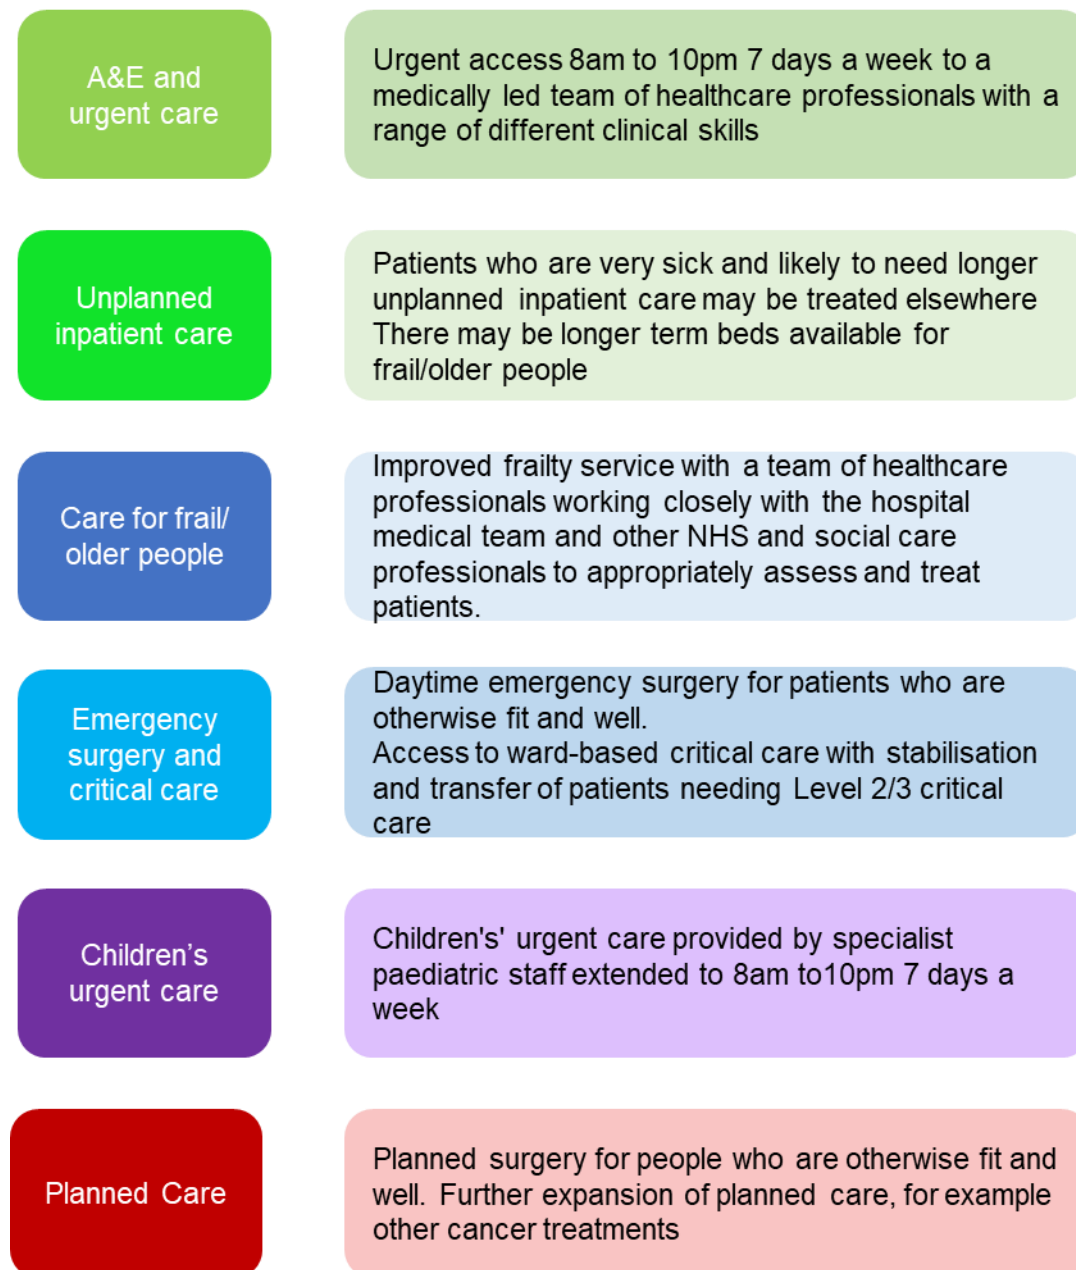 A&E and
urgent care
Urgent access 8am to 10pm 7 days a week to a
medically led team of healthcare professionals with a
range of different clinical skills
Unplanned
inpatient care
Patients who are very sick and likely to need longer
unplanned inpatient care may be treated elsewhere
There may be longer term beds available for
frail/older people
Care for frail/
older people
Improved frailty service with a team of healthcare
professionals working closely with the hospital
medical team and other NHS and social care
professionals to appropriately assess and treat
patients.
Emergency
surgery and
critical care
Daytime emergency surgery for patients who are
otherwise fit and well.
Access to ward-based critical care with stabilisation
and transfer of patients needing Level 2/3 critical
care
Children’s
urgent care
Children's' urgent care provided by specialist
paediatric staff extended to 8am to10pm 7 days a
week
Planned Care
Planned surgery for people who are otherwise fit and
well. Further expansion of planned care, for example
other cancer treatments